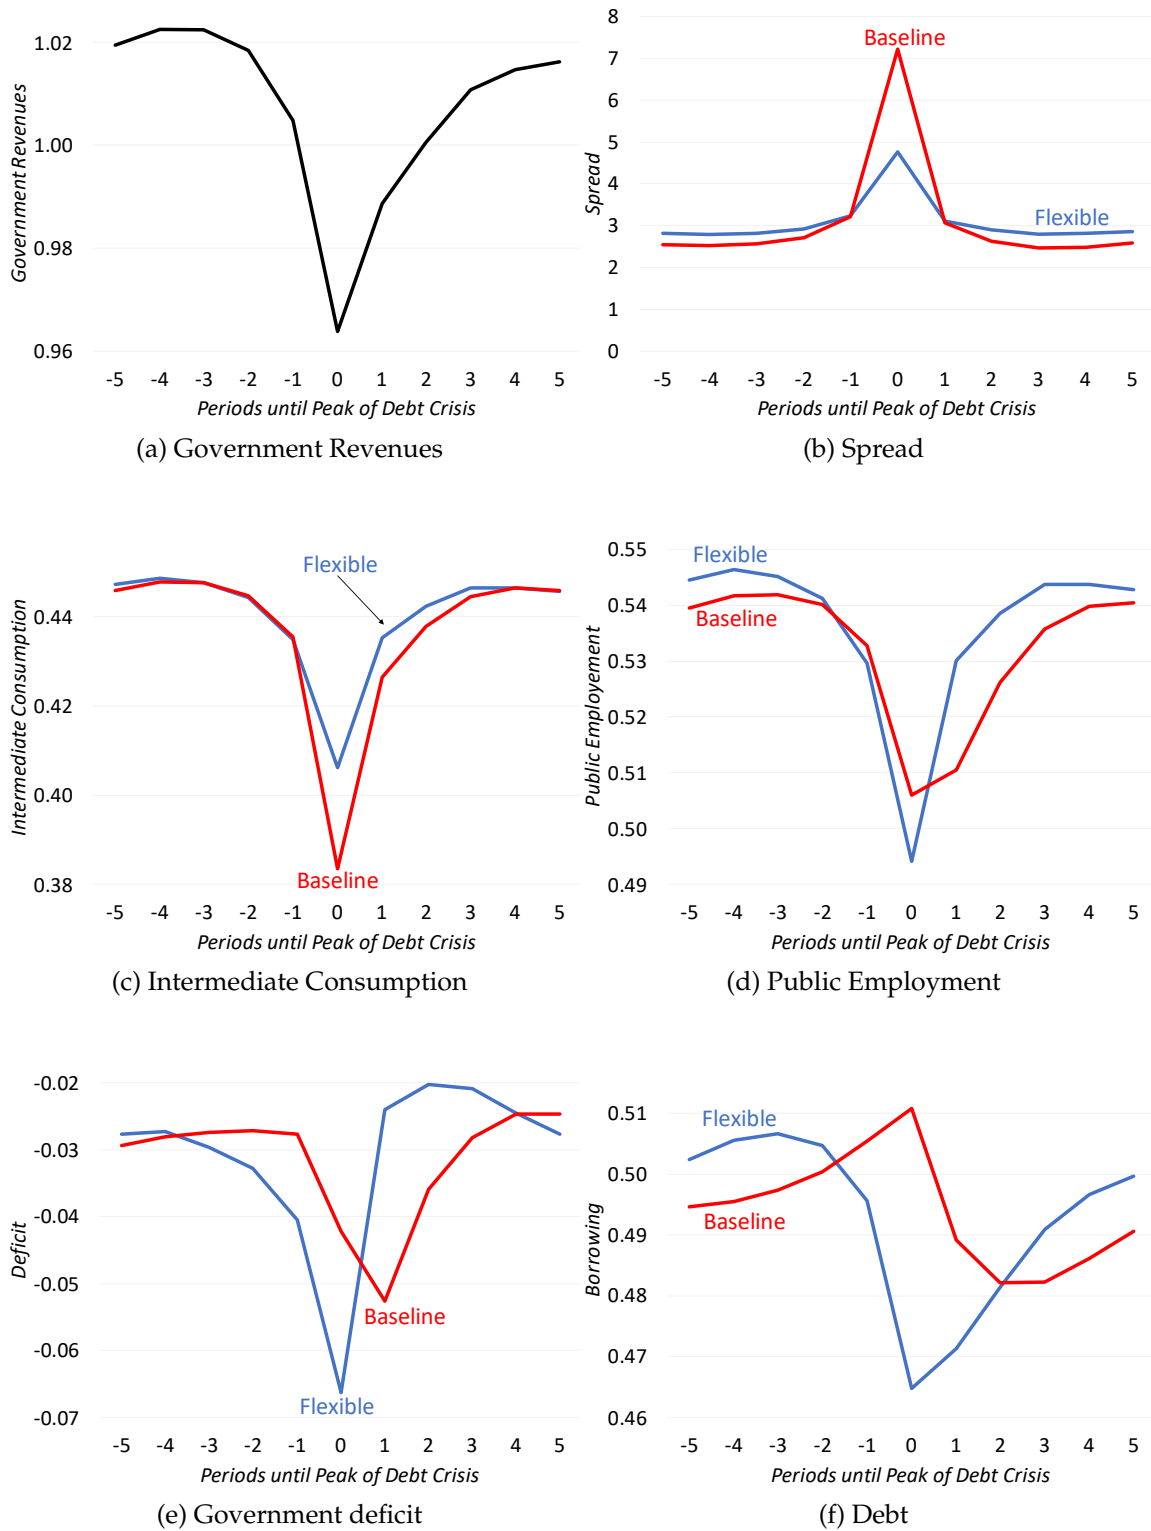 Government Revenues
1.02
1.00
0.98
0.96
-5 -4 -3 -2 -1 0 1 2 3 4 5
Periods until Peak of Debt Crisis
(a) Government Revenues
Spread
8
7
6
5
4
3
2
1
0
Baseline
Flexible
-5 -4 -3 -2 -1 0 1 2 3 4 5
Periods until Peak of Debt Crisis
(b) Spread
Intermediate Consumption
0.44
0.42
0.40
0.38
Flexible
Baseline
-5 -4 -3 -2 -1 0 1 2 3 4 5
Periods until Peak of Debt Crisis
(c) Intermediate Consumption
Public Employement
0.55
0.54
0.53
0.52
0.51
0.50
0.49
Flexible
Baseline
-5 -4 -3 -2 -1 0 1 2 3 4 5
Periods until Peak of Debt Crisis
(d) Public Employment
Deficit
-0.02
-0.03
-0.04
-0.05
-0.06
-0.07
Baseline
Flexible
-5 -4 -3 -2 -1 0 1 2 3 4 5
Periods until Peak of Debt Crisis
(e) Government deficit
Borrowing
0.51
0.50
0.49
0.48
0.47
0.46
Flexible
Baseline
-5 -4 -3 -2 -1 0 1 2 3 4 5
Periods until Peak of Debt Crisis
(f) Debt